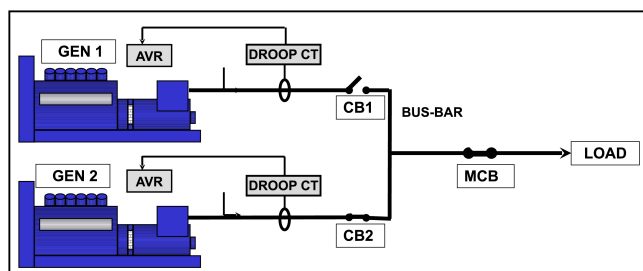 GEN 1
AVR
DROOP CT
CB1
BUS-BAR
LOAD
MCB
GEN 2
AVR
DROOP CT
CB2